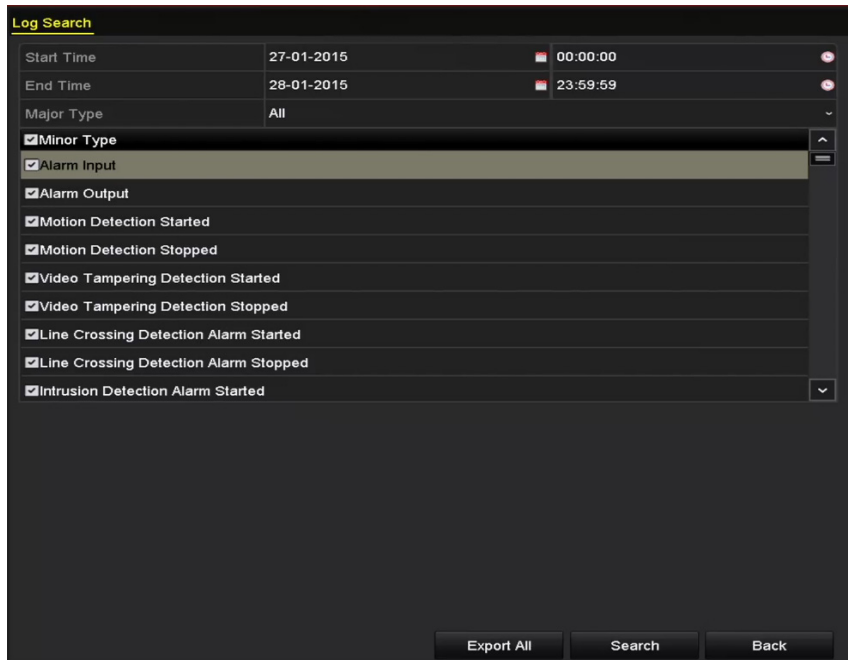 Log Search
Start Time 27-01-2015 00:00:00
End Time 28-01-2015 23:59:59
Major Type All
Minor Type
Alarm Input
Alarm Output
Motion Detection Started
Motion Detection Stopped
Video Tampering Detection Started
Video Tampering Detection Stopped
Line Crossing Detection Alarm Started
Line Crossing Detection Alarm Stopped
Intrusion Detection Alarm Started
Export All Search Back